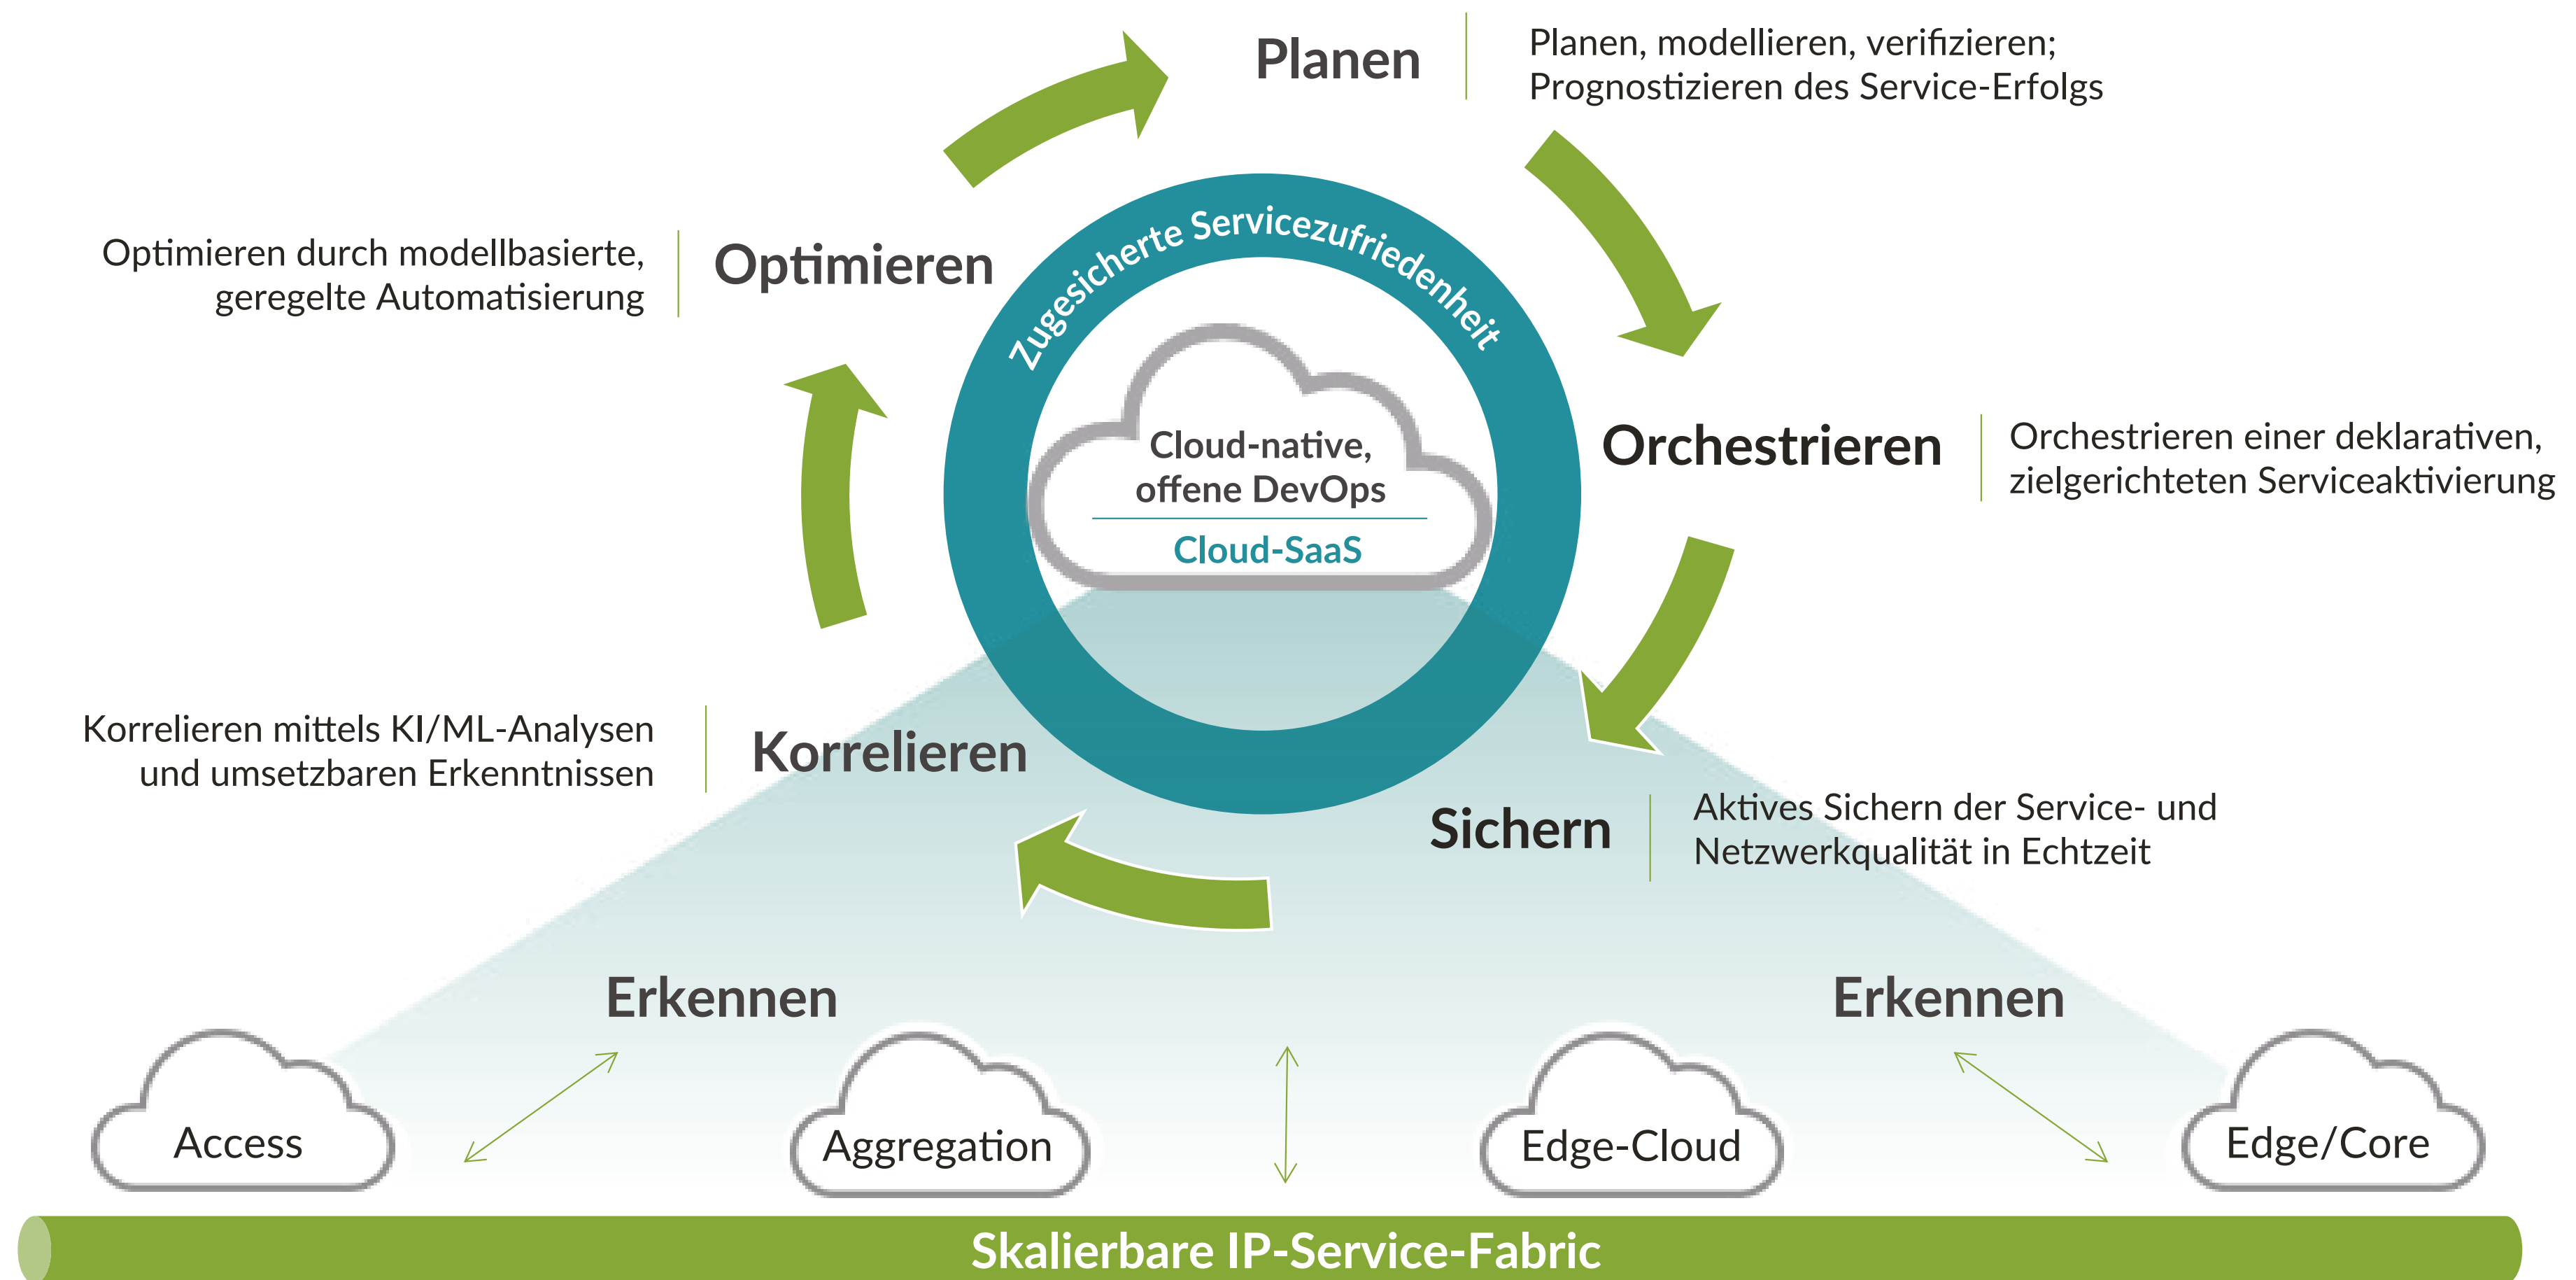 Planen
Planen, modellieren, verifizieren;
Prognostizieren des Service-Erfolgs
Optimieren durch modellbasierte,
geregelte Automatisierung
Optimieren
Zugesicherte Servicezufriedenheit
Cloud-native,
offene DevOps
Cloud-SaaS
Orchestrieren
Orchestrieren einer deklarativen,
zielgerichteten Serviceaktivierung
Korrelieren mittels KI/ML-Analysen
und umsetzbaren Erkenntnissen
Korrelieren
Sichern
Aktives Sichern der Service- und
Netzwerkqualität in Echtzeit
Erkennen
Erkennen
Access
Aggregation
Edge-Cloud
Edge/Core
Skalierbare IP-Service-Fabric